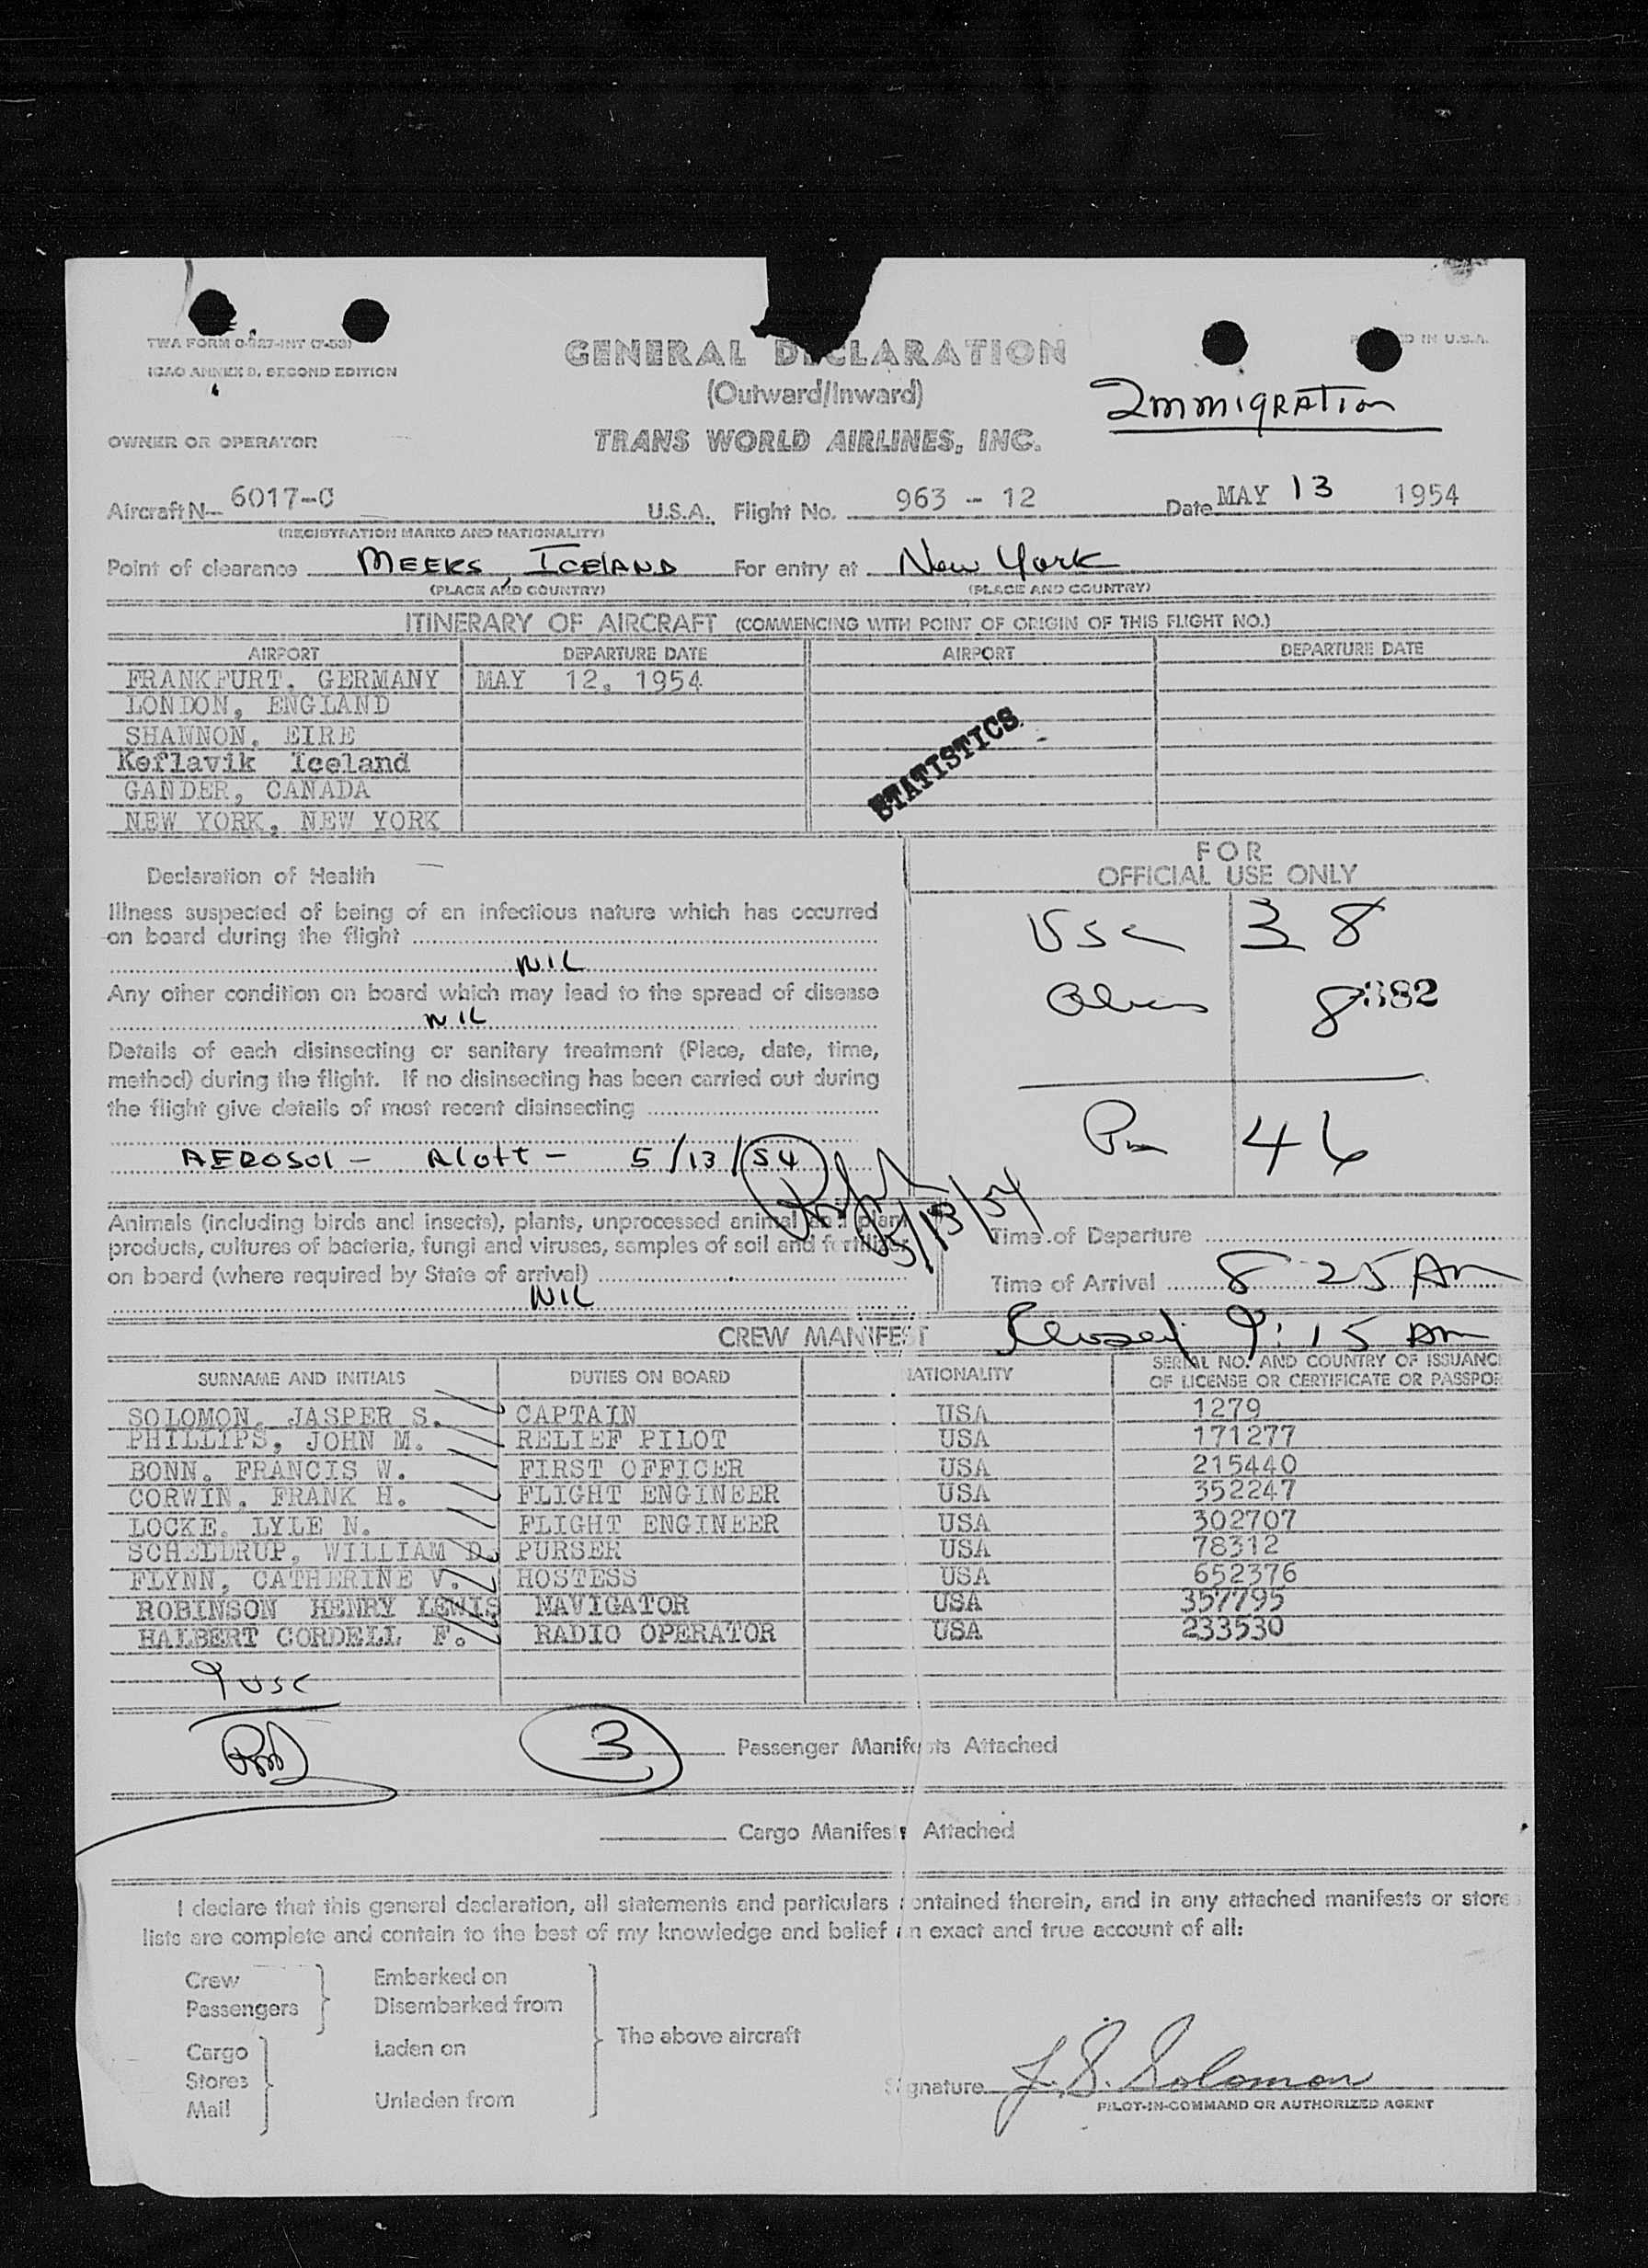 TWA FORM O-927-INT (7-53)
ICAO ANNEX 9, SECOND EDITION
GENERAL DECLARATION
(Outward/Inward)
IN U.S.A.
Immigration
OWNER OR OPERATOR
TRANS WORLD AIRLINES, INC.
Aircraft N- 6017-C U.S.A. Flight No. 963 - 12 Date MAY 13 1954
(REGISTRATION MARKS AND NATIONALITY)
Point of clearance MEEKS, ICELAND For entry at New York
(PLACE AND COUNTRY) (PLACE AND COUNTRY)
ITINERARY OF AIRCRAFT (COMMENCING WITH POINT OF ORIGIN OF THIS FLIGHT NO.)
AIRPORT DEPARTURE DATE AIRPORT DEPARTURE DATE
FRANKFURT, GERMANY MAY 12, 1954
LONDON, ENGLAND
SHANNON, EIRE
Keflavik Iceland
GANDER, CANADA
NEW YORK, NEW YORK
STATISTICS
Declaration of Health
Illness suspected of being of an infectious nature which has occurred
on board during the flight
NIL
Any other condition on board which may lead to the spread of disease
NIL
Details of each disinsecting or sanitary treatment (Place, date, time,
method) during the flight. If no disinsecting has been carried out during
the flight give details of most recent disinsecting
AEROSOL - Aloft - 5/13/54
FOR
OFFICIAL USE ONLY
USC 38
Aliens 8
382
46
5/13/54
Animals (including birds and insects), plants, unprocessed animal and plant
products, cultures of bacteria, fungi and viruses, samples of soil and fertilizer
on board (where required by State of arrival)
NIL
Time of Departure
Time of Arrival 8 25 AM
9:15 AM
CREW MANIFEST
SURNAME AND INITIALS DUTIES ON BOARD NATIONALITY SERIAL NO. AND COUNTRY OF ISSUANC
OF LICENSE OR CERTIFICATE OR PASSPOR
SOLOMON, JASPER S. CAPTAIN USA 1279
PHILLIPS, JOHN M. RELIEF PILOT USA 171277
BONN, FRANCIS W. FIRST OFFICER USA 215440
CORWIN, FRANK H. FLIGHT ENGINEER USA 352247
LOCKE, LYLE N. FLIGHT ENGINEER USA 302707
SCHELDRUP, WILLIAM D. PURSER USA 78312
FLYNN, CATHERINE V. HOSTESS USA 652376
ROBINSON HENRY LEWIS NAVIGATOR USA 357795
HALBERT CORDELL F. RADIO OPERATOR USA 233530
9 USC
3 Passenger Manifests Attached
Cargo Manifests Attached
I declare that this general declaration, all statements and particulars contained therein, and in any attached manifests or store
lists are complete and contain to the best of my knowledge and belief an exact and true account of all:
Crew
Passengers
Cargo
Stores
Mail
Embarked on
Disembarked from
Laden on
Unladen from
The above aircraft
Signature J. S. Solomon
PILOT-IN-COMMAND OR AUTHORIZED AGENT